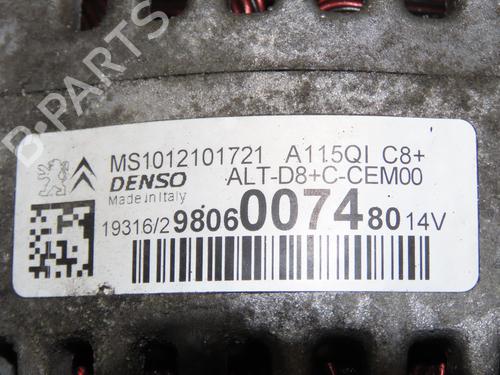 B-PARTS
MS1012101721 A115QI C8+
DENSO ALT-D8+C-CEM00
Made in Italy
19316/2 9806007480 14V